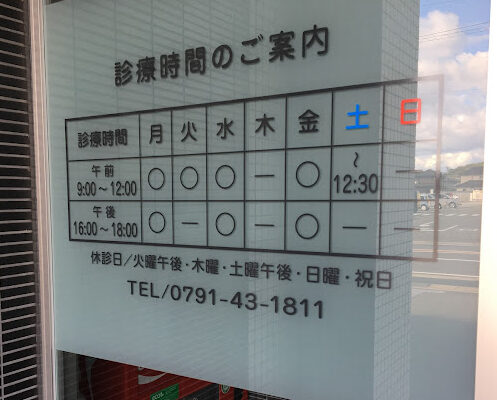 診療時間のご案内
診療時間 月 火 水 木 金 土 日
午前 9:00～12:00 ○ ○ ○ — ○ ～12:30 —
午後 16:00～18:00 ○ — ○ — ○ — —
休診日/火曜午後・木曜・土曜午後・日曜・祝日
TEL/0791-43-1811